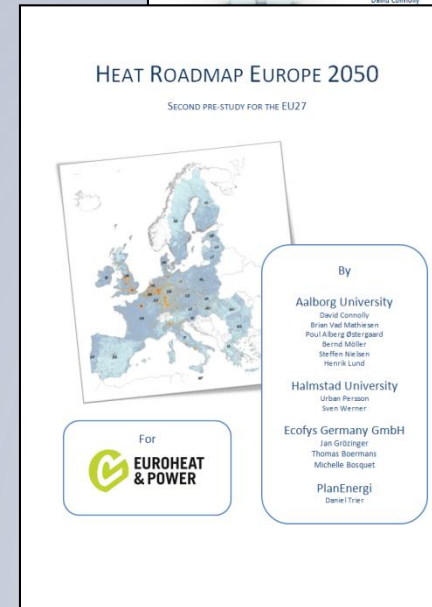 David Connolly
HEAT ROADMAP EUROPE 2050
SECOND PRE-STUDY FOR THE EU27
By
Aalborg University
David Connolly
Brian Vad Mathiesen
Poul Alberg Østergaard
Bernd Möller
Steffen Nielsen
Henrik Lund
Halmstad University
Urban Persson
Sven Werner
Ecofys Germany GmbH
Jan Grözinger
Thomas Boermans
Michelle Bosquet
PlanEnergi
Daniel Trier
For
EUROHEAT
& POWER